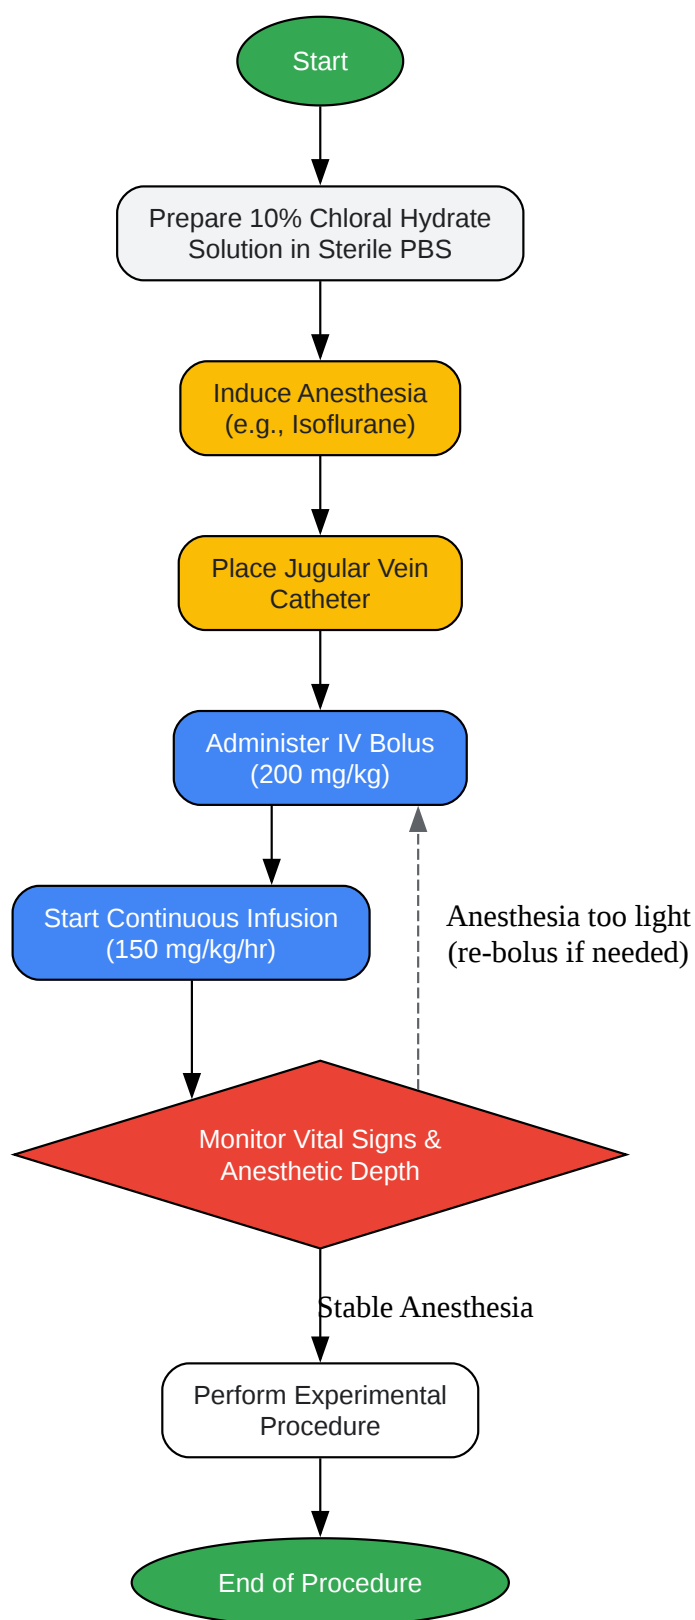 Start
Prepare 10% Chloral Hydrate
Solution in Sterile PBS
Induce Anesthesia
(e.g., Isoflurane)
Place Jugular Vein
Catheter
Administer IV Bolus
(200 mg/kg)
Start Continuous Infusion
(150 mg/kg/hr)
Anesthesia too light
(re-bolus if needed)
Monitor Vital Signs &
Anesthetic Depth
Stable Anesthesia
Perform Experimental
Procedure
End of Procedure